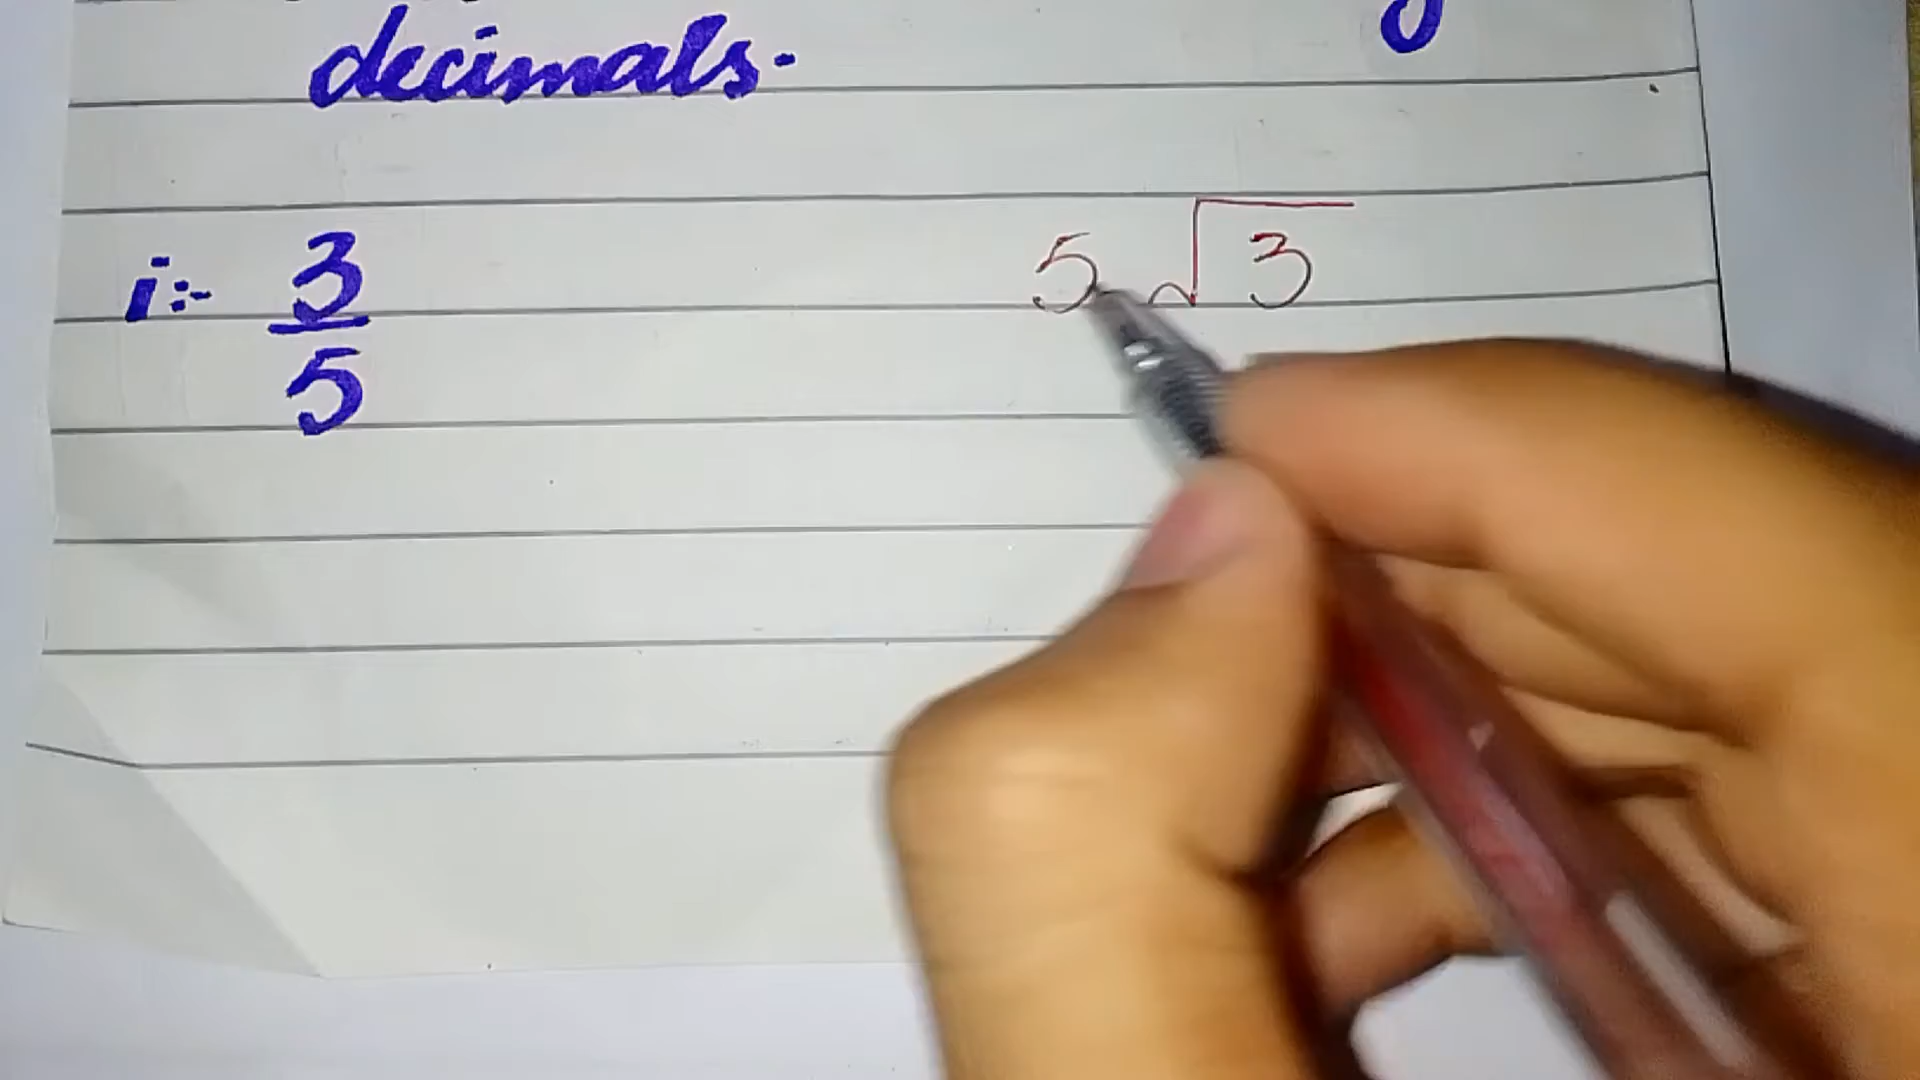 decimals.
i:- 3/5
5√3